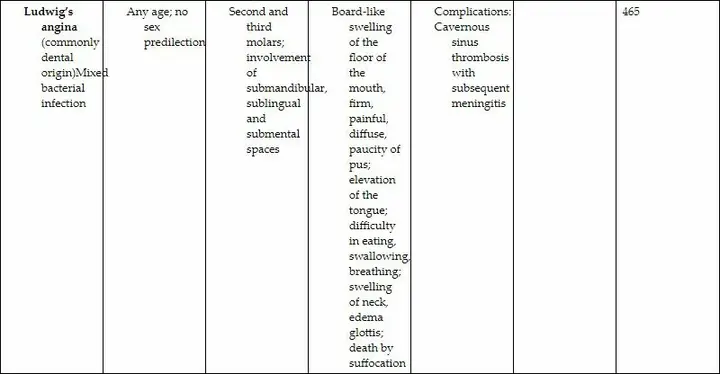 Ludwig's
angina
(commonly
dental
origin)Mixed
bacterial
infection
Any age; no
sex
predilection
Second and
third
molars;
involvement
of
submandibular,
sublingual
and
submental
spaces
Board-like
swelling
of the
floor of
the
mouth,
firm,
painful,
diffuse,
paucity of
pus;
elevation
of the
tongue;
difficulty
in eating,
swallowing,
breathing;
swelling
of neck,
edema
glottis;
death by
suffocation
Complications:
Cavernous
sinus
thrombosis
with
subsequent
meningitis
465